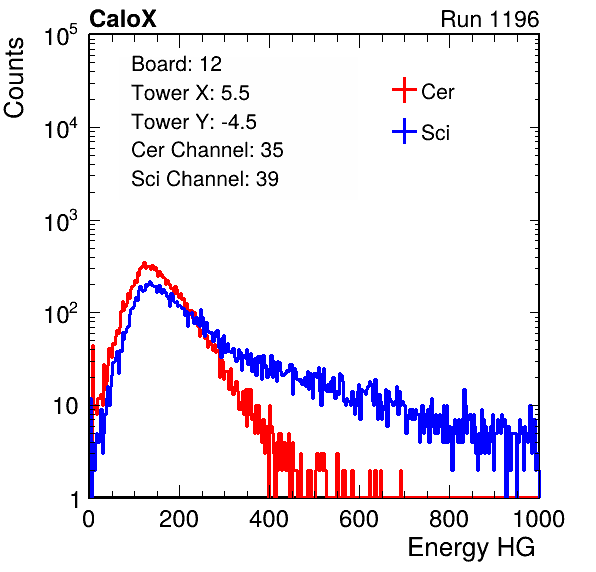 CaloX Run 1196
Counts
Board: 12
Tower X: 5.5
Tower Y: -4.5
Cer Channel: 35
Sci Channel: 39
Cer
Sci
10^5
10^4
10^3
10^2
10
1
0 200 400 600 800 1000
Energy HG